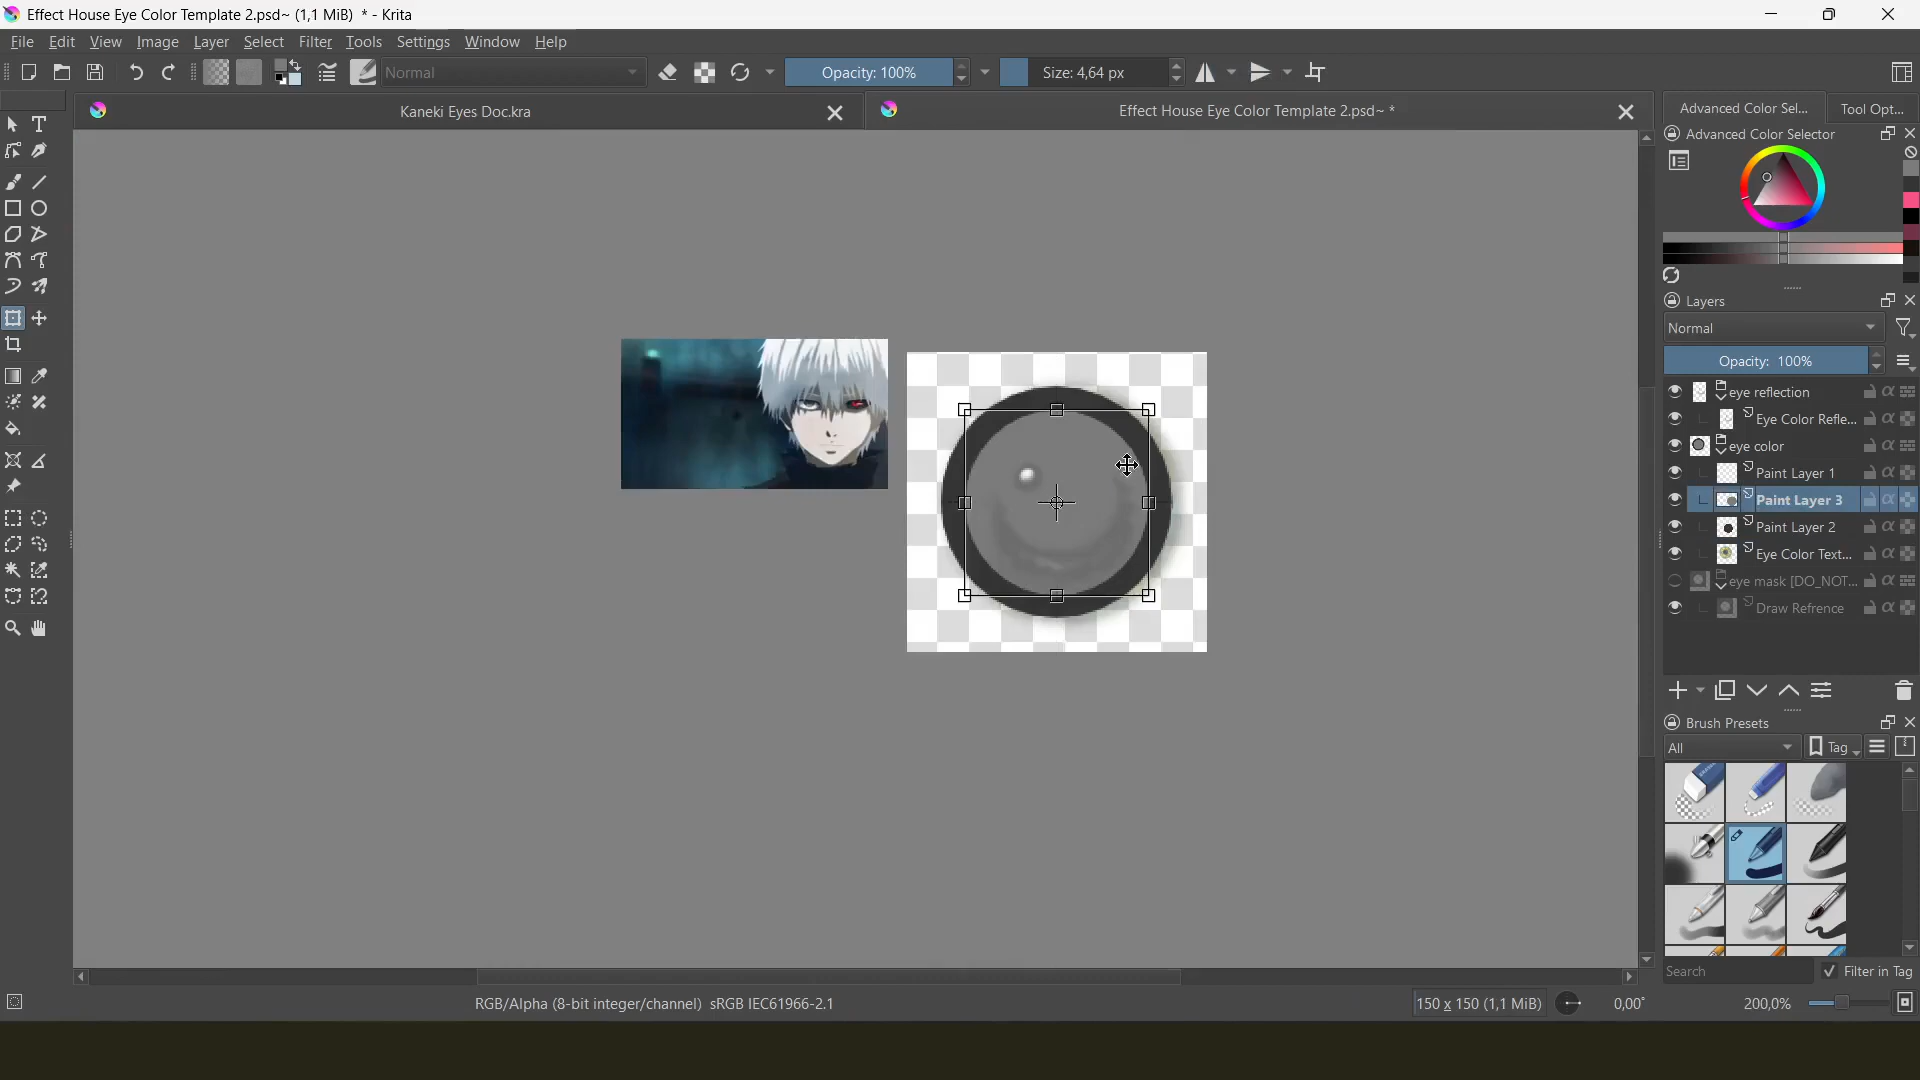 Effect House Eye Color Template 2.psd~ (1,1 MiB) * - Krita
File Edit View Image Layer Select Filter Tools Settings Window Help
Normal Opacity: 100% Size: 4,64 px
Kaneki Eyes Doc.kra Effect House Eye Color Template 2.psd~ * Advanced Color Sel... Tool Opt...
Advanced Color Selector
Layers
Normal
Opacity: 100%
eye reflection
Eye Color Refle...
eye color
Paint Layer 1
Paint Layer 3
Paint Layer 2
Eye Color Text...
eye mask [DO_NOT...
Draw Refrence
Brush Presets
All Tag
Search Filter in Tag
RGB/Alpha (8-bit integer/channel) sRGB IEC61966-2.1 150 x 150 (1,1 MiB) 0,00° 200,0%